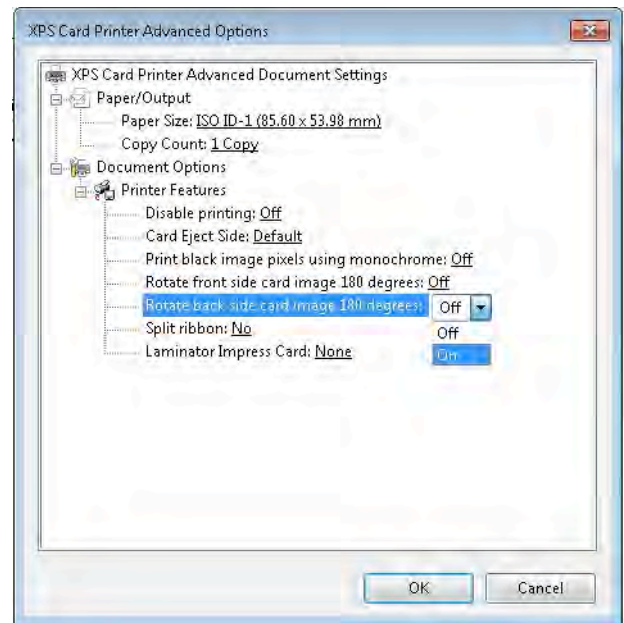 XPS Card Printer Advanced Options
XPS Card Printer Advanced Document Settings
Paper/Output
Paper Size: ISO ID-1 (85.60 x 53.98 mm)
Copy Count: 1 Copy
Document Options
Printer Features
Disable printing: Off
Card Eject Side: Default
Print black image pixels using monochrome: Off
Rotate front side card image 180 degrees: Off
Rotate back side card image 180 degrees: Off
Off
On
Split ribbon: No
Laminator Impress Card: None
OK Cancel